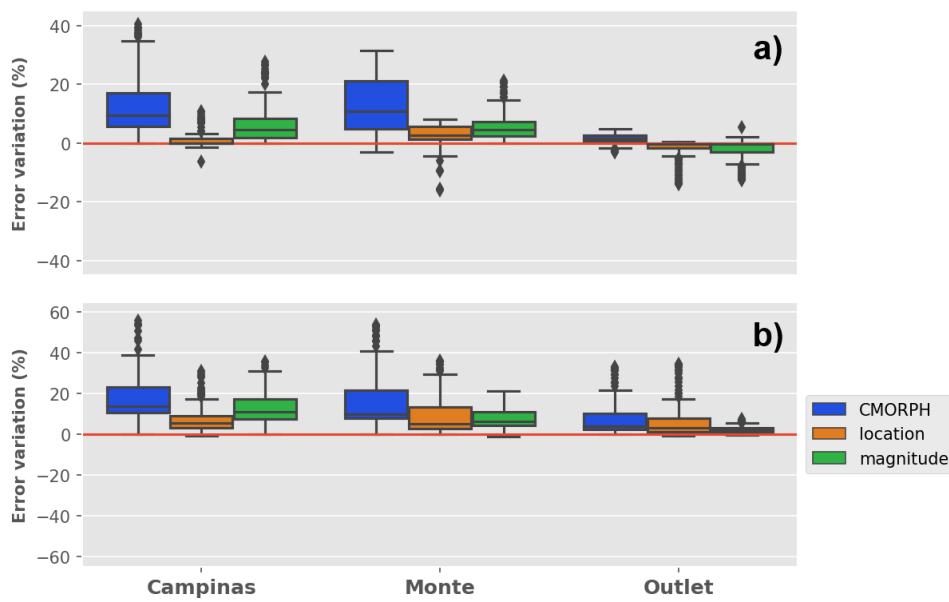 40
20
0
−20
−40
Error variation (%)
a)
60
40
20
0
−20
−40
−60
Error variation (%)
b)
Campinas Monte Outlet
CMORPH
location
magnitude